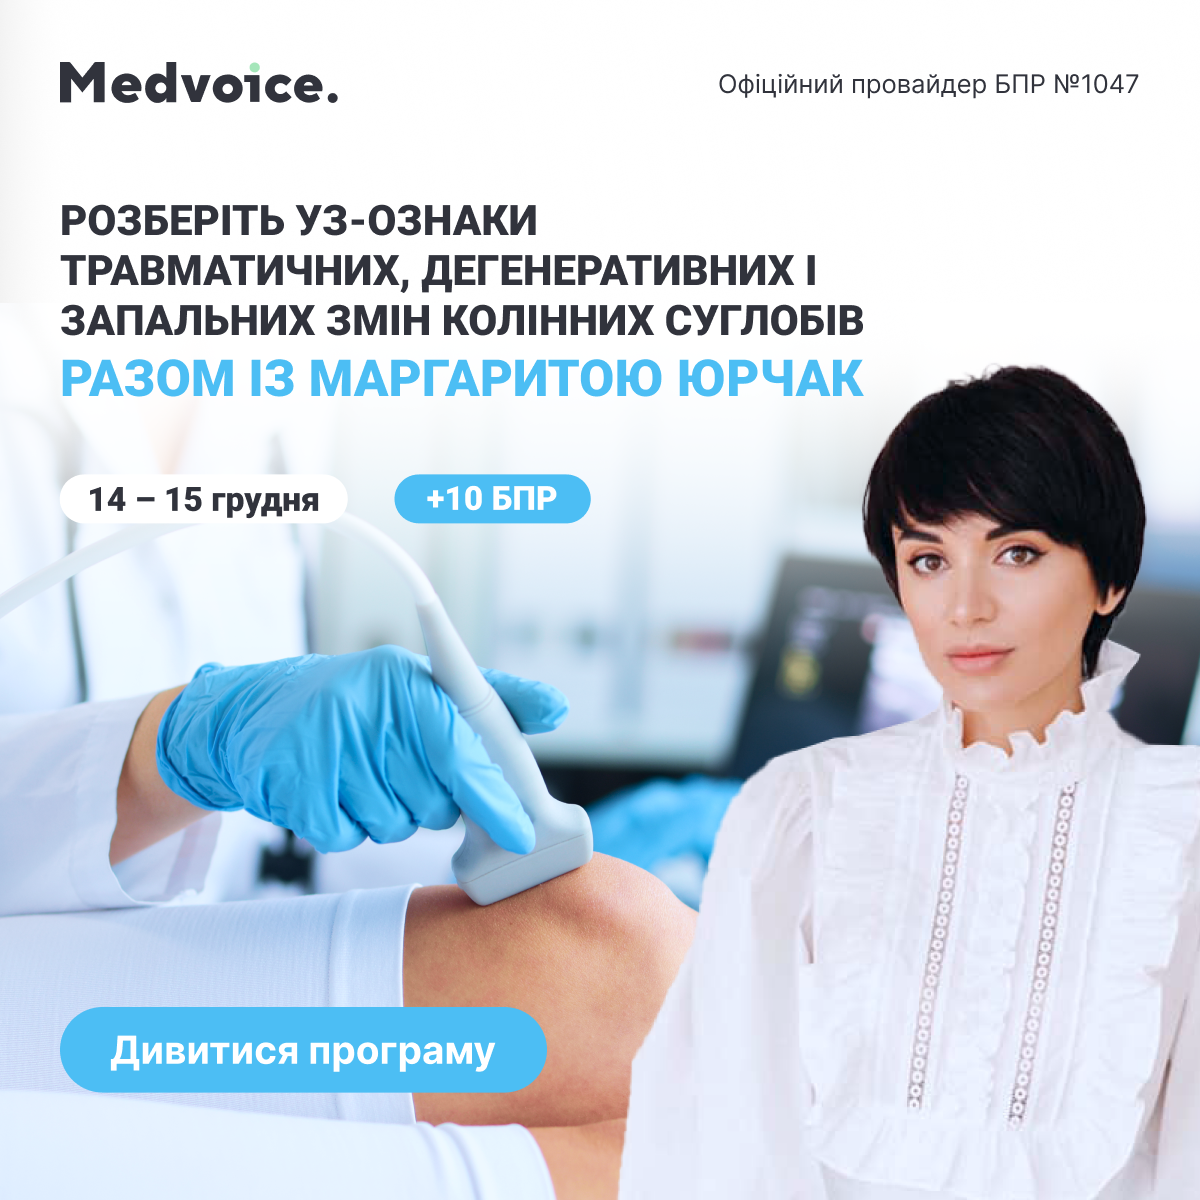 Medvoice.
Офіційний провайдер БПР №1047
РОЗБЕРІТЬ УЗ-ОЗНАКИ
ТРАВМАТИЧНИХ, ДЕГЕНЕРАТИВНИХ І
ЗАПАЛЬНИХ ЗМІН КОЛІННИХ СУГЛОБІВ
РАЗОМ ІЗ МАРГАРИТОЮ ЮРЧАК
14 – 15 грудня
+10 БПР
Дивитися програму